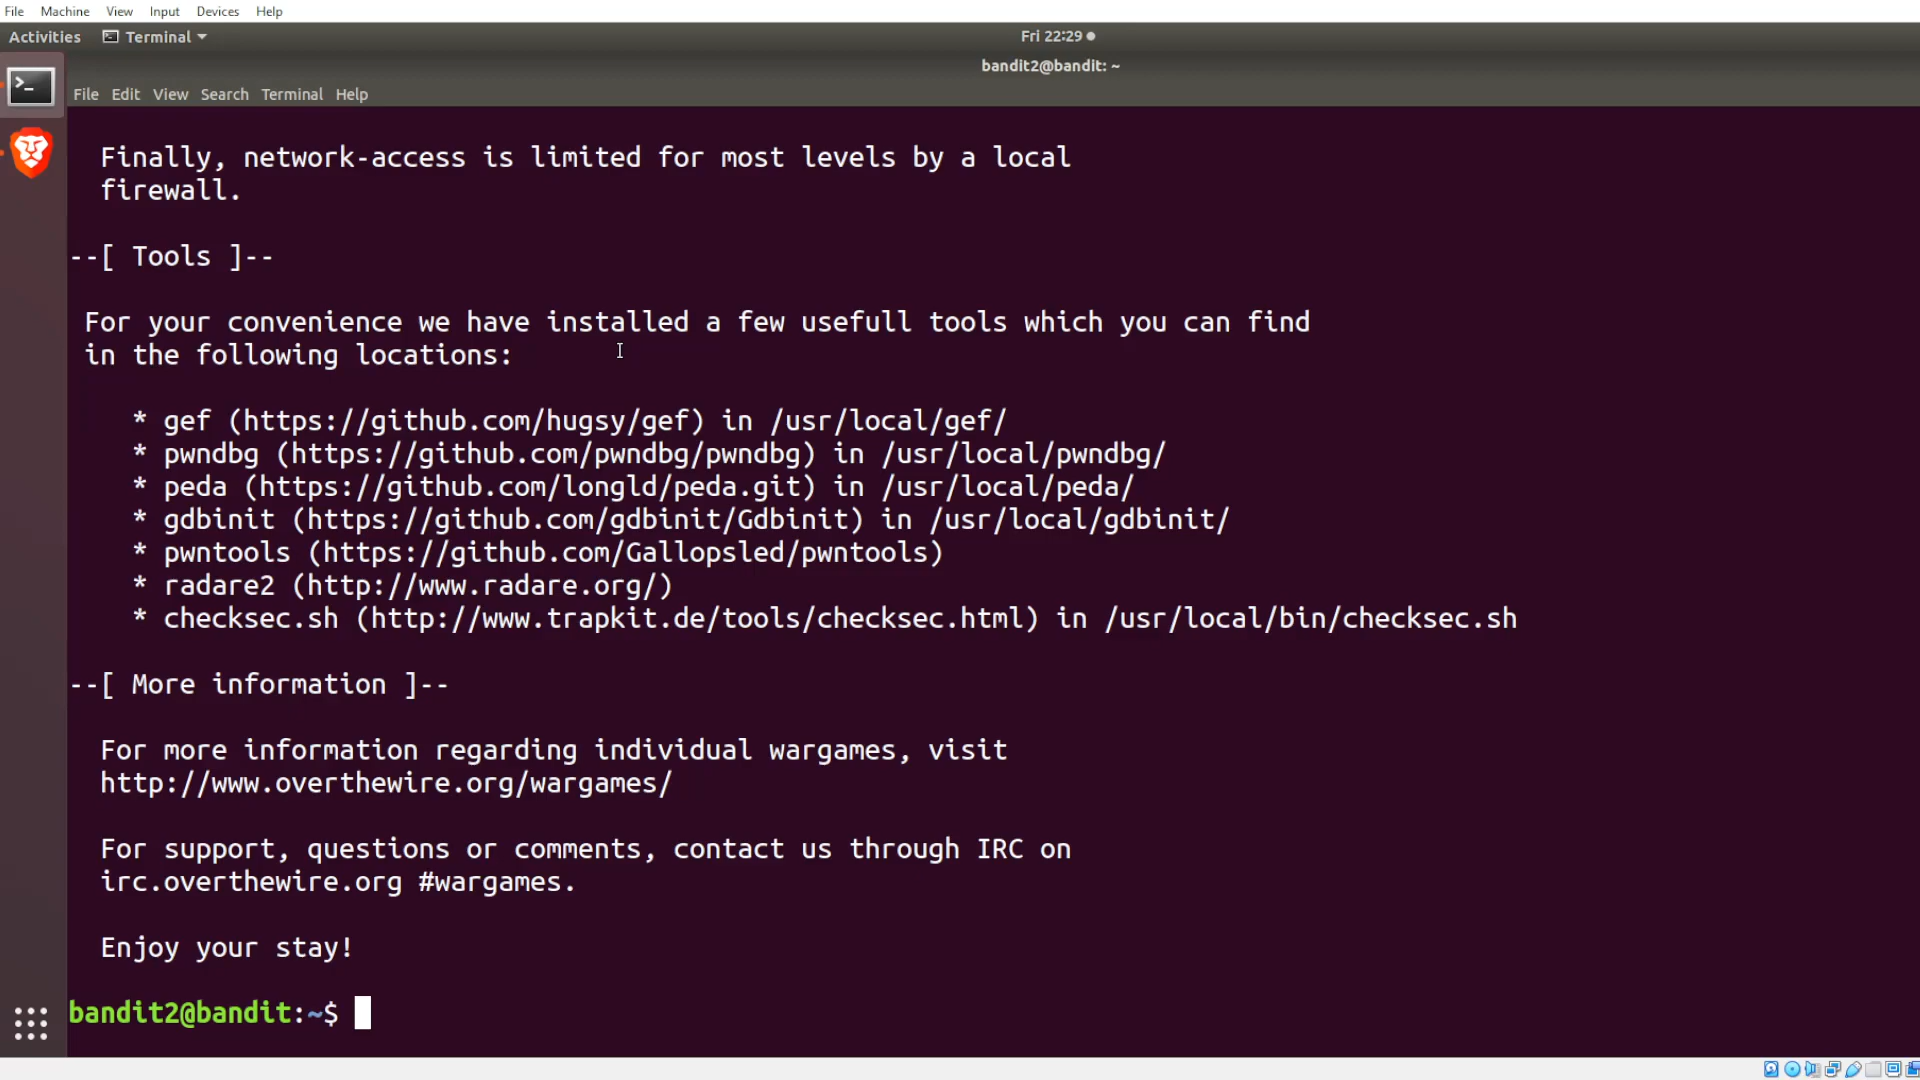 File Machine View Input Devices Help
Activities Terminal Fri 22:29
bandit2@bandit: ~
File Edit View Search Terminal Help
Finally, network-access is limited for most levels by a local
firewall.
--[ Tools ]--
For your convenience we have installed a few usefull tools which you can find
in the following locations:
* gef (https://github.com/hugsy/gef) in /usr/local/gef/
* pwndbg (https://github.com/pwndbg/pwndbg) in /usr/local/pwndbg/
* peda (https://github.com/longld/peda.git) in /usr/local/peda/
* gdbinit (https://github.com/gdbinit/Gdbinit) in /usr/local/gdbinit/
* pwntools (https://github.com/Gallopsled/pwntools)
* radare2 (http://www.radare.org/)
* checksec.sh (http://www.trapkit.de/tools/checksec.html) in /usr/local/bin/checksec.sh
--[ More information ]--
For more information regarding individual wargames, visit
http://www.overthewire.org/wargames/
For support, questions or comments, contact us through IRC on
irc.overthewire.org #wargames.
Enjoy your stay!
bandit2@bandit:~$